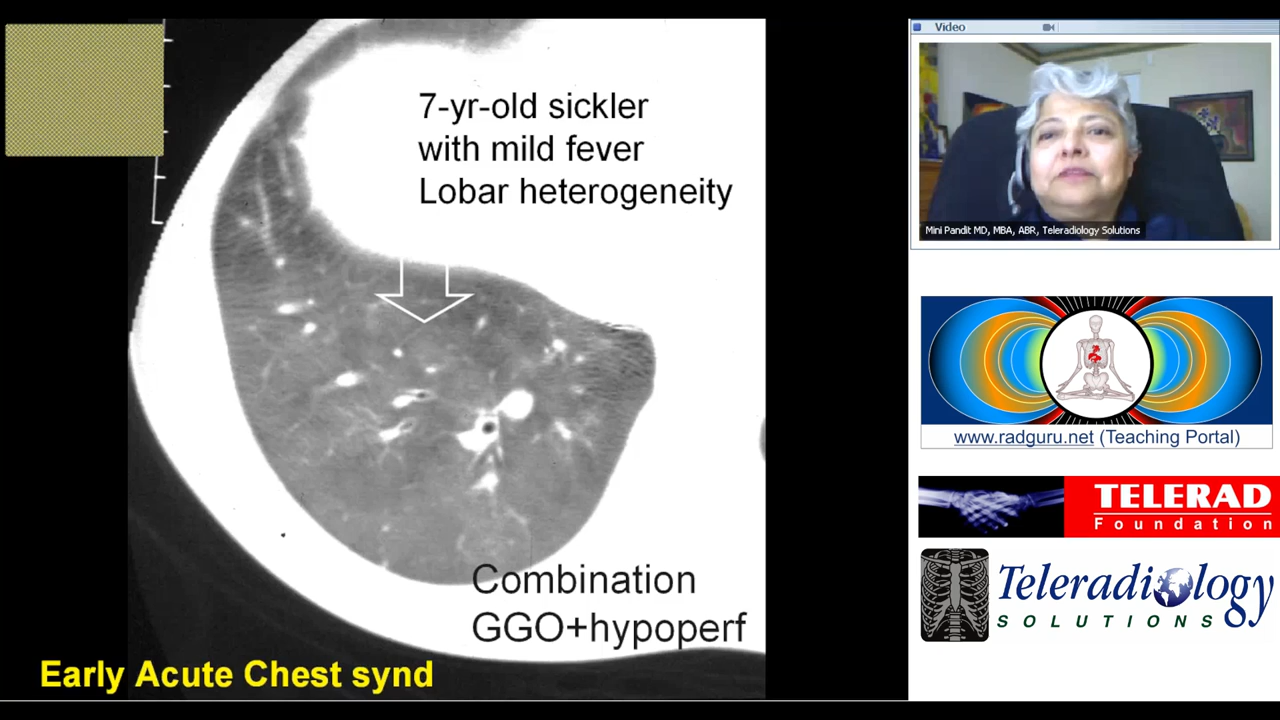 7-yr-old sickler
with mild fever
Lobar heterogeneity
Combination
GGO+hypoperf
Early Acute Chest synd
Video
Mini Pandit MD, MBA, ABR, Teleradiology Solutions
www.radguru.net (Teaching Portal)
TELERAD
Foundation
Teleradiology
SOLUTIONS